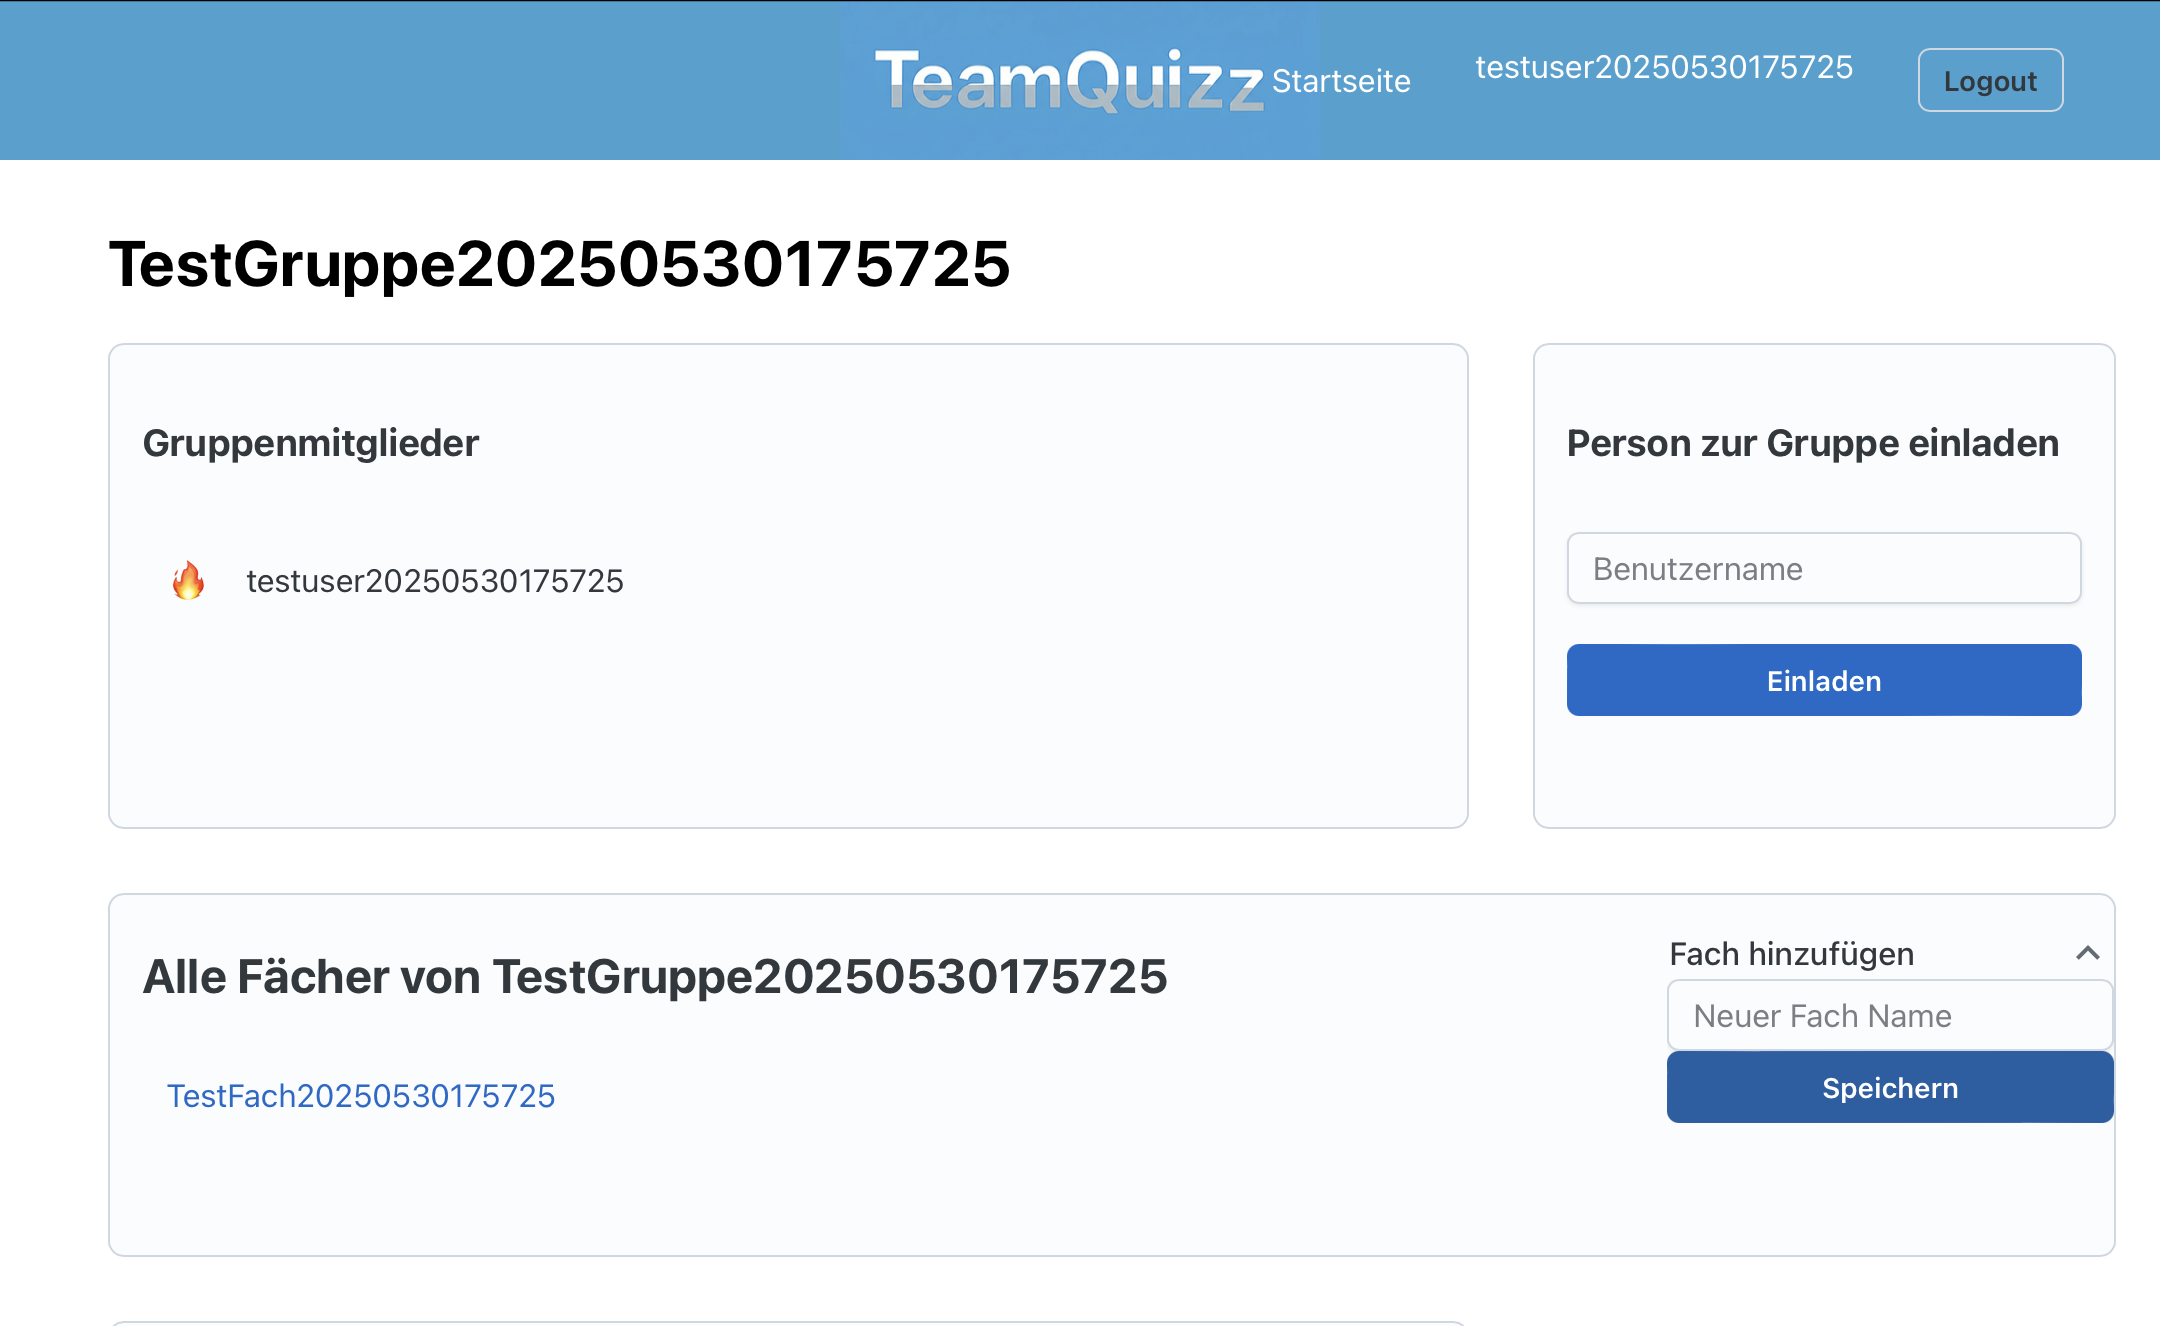 TeamQuizz
Startseite
testuser20250530175725
Logout
TestGruppe20250530175725
Gruppenmitglieder
testuser20250530175725
Person zur Gruppe einladen
Benutzername
Einladen
Alle Fächer von TestGruppe20250530175725
Fach hinzufügen
Neuer Fach Name
Speichern
TestFach20250530175725